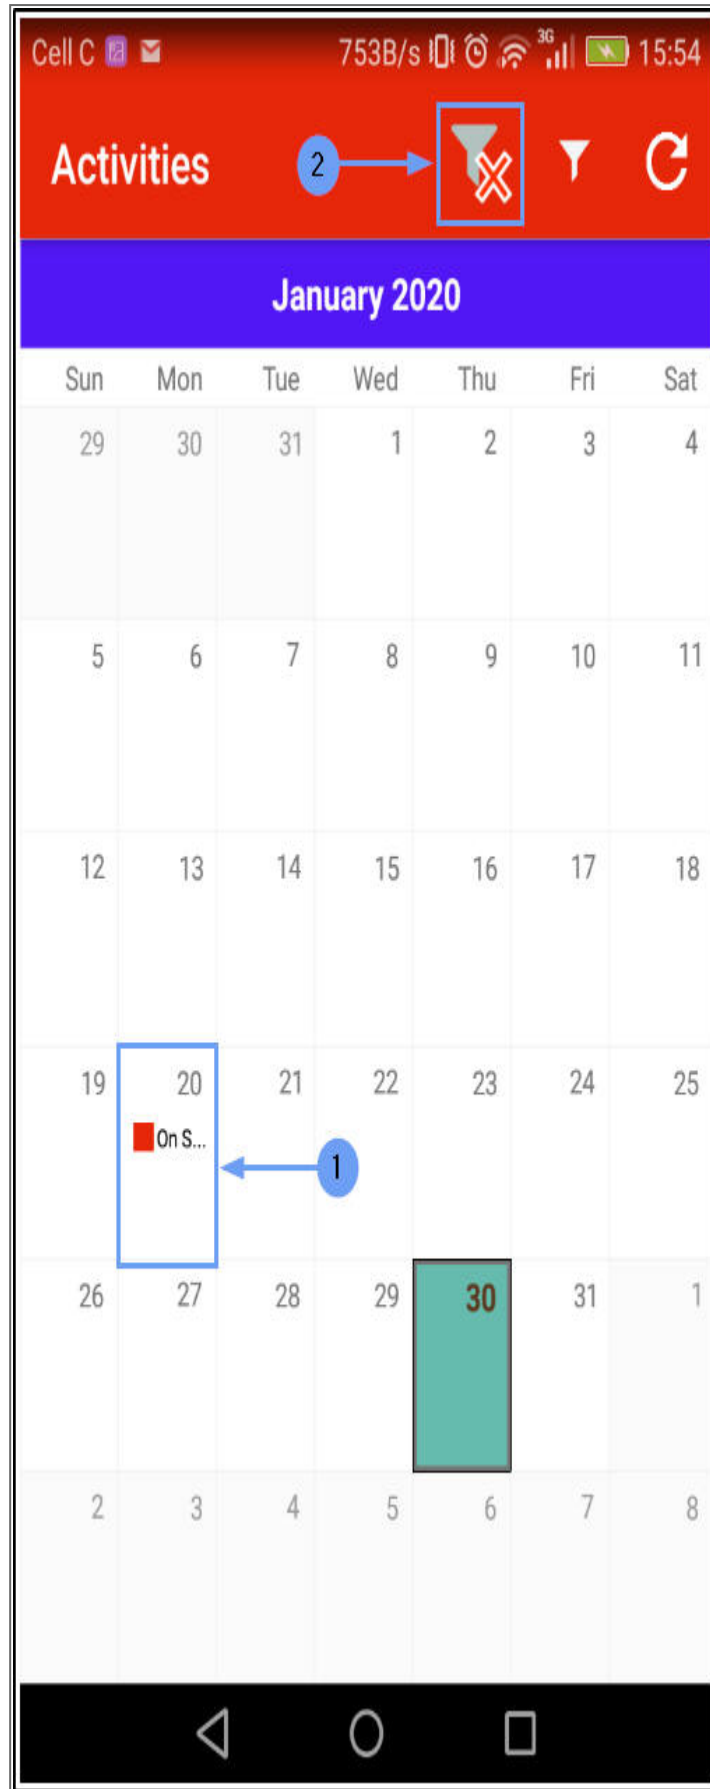 Cell C 753B/s 3G 15:54
Activities 2
January 2020
Sun Mon Tue Wed Thu Fri Sat
29 30 31 1 2 3 4
5 6 7 8 9 10 11
12 13 14 15 16 17 18
19 20 21 22 23 24 25
On S... 1
26 27 28 29 30 31 1
2 3 4 5 6 7 8